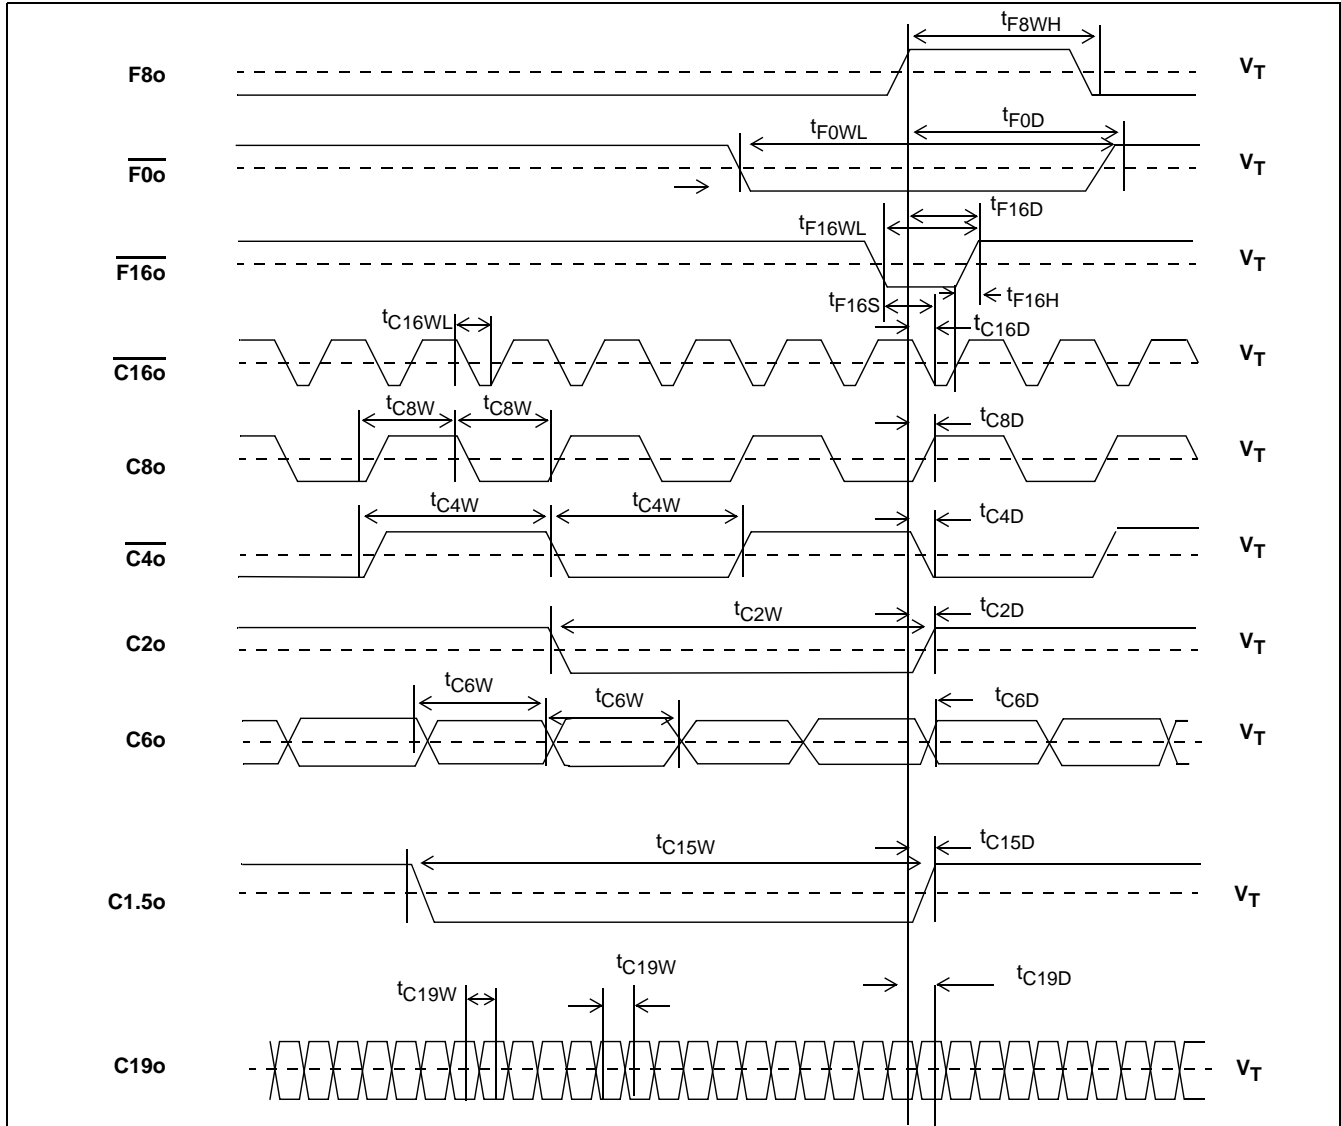 tF8WH
F8o VT
tF0WL tF0D
F0o VT
tF16WL tF16D
F16o VT
tF16S tF16H
tC16WL tC16D
C16o VT
tC8W tC8W tC8D
C8o VT
tC4W tC4W tC4D
C4o VT
tC2W tC2D
C2o VT
tC6W tC6W tC6D
C6o VT
tC15W tC15D
C1.5o VT
tC19W tC19W tC19D
C19o VT